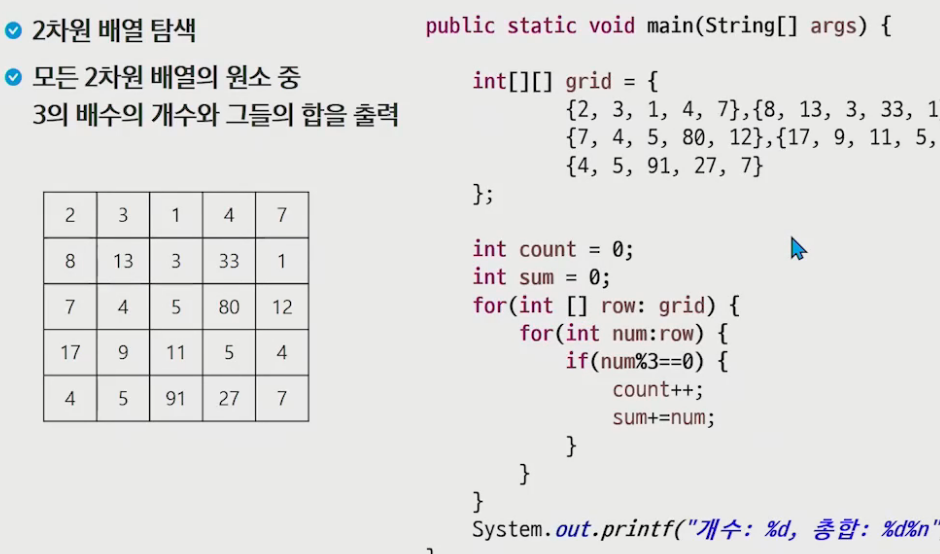 2차원 배열 탐색
모든 2차원 배열의 원소 중
3의 배수의 개수와 그들의 합을 출력
2 3 1 4 7
8 13 3 33 1
7 4 5 80 12
17 9 11 5 4
4 5 91 27 7
public static void main(String[] args) {
int[][] grid = {
{2, 3, 1, 4, 7},{8, 13, 3, 33, 1
{7, 4, 5, 80, 12},{17, 9, 11, 5,
{4, 5, 91, 27, 7}
};
int count = 0;
int sum = 0;
for(int [] row: grid) {
for(int num:row) {
if(num%3==0) {
count++;
sum+=num;
}
}
}
System.out.printf("개수: %d, 총합: %d%n"